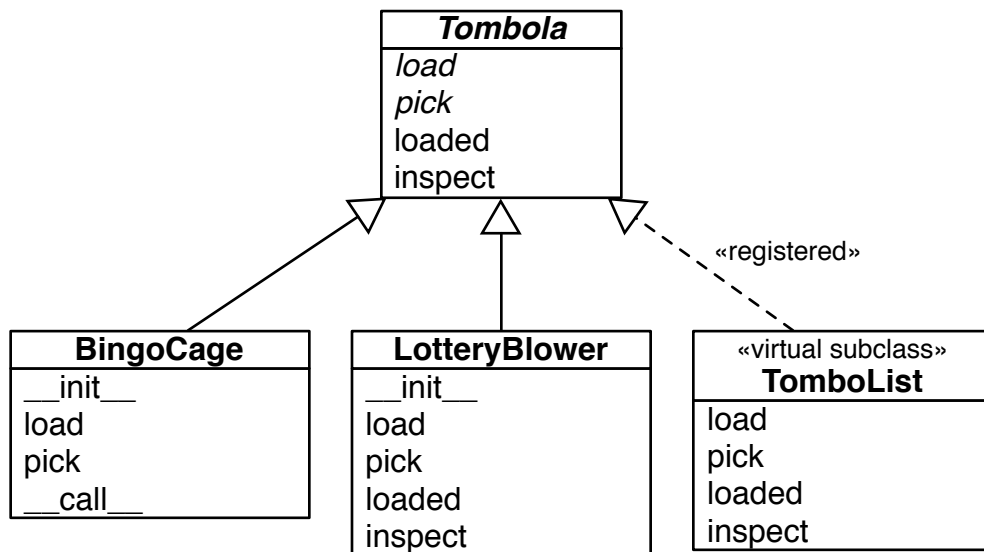 Tombola
load
pick
loaded
inspect
«registered»
BingoCage
__init__
load
pick
__call__
LotteryBlower
__init__
load
pick
loaded
inspect
«virtual subclass»
TomboList
load
pick
loaded
inspect